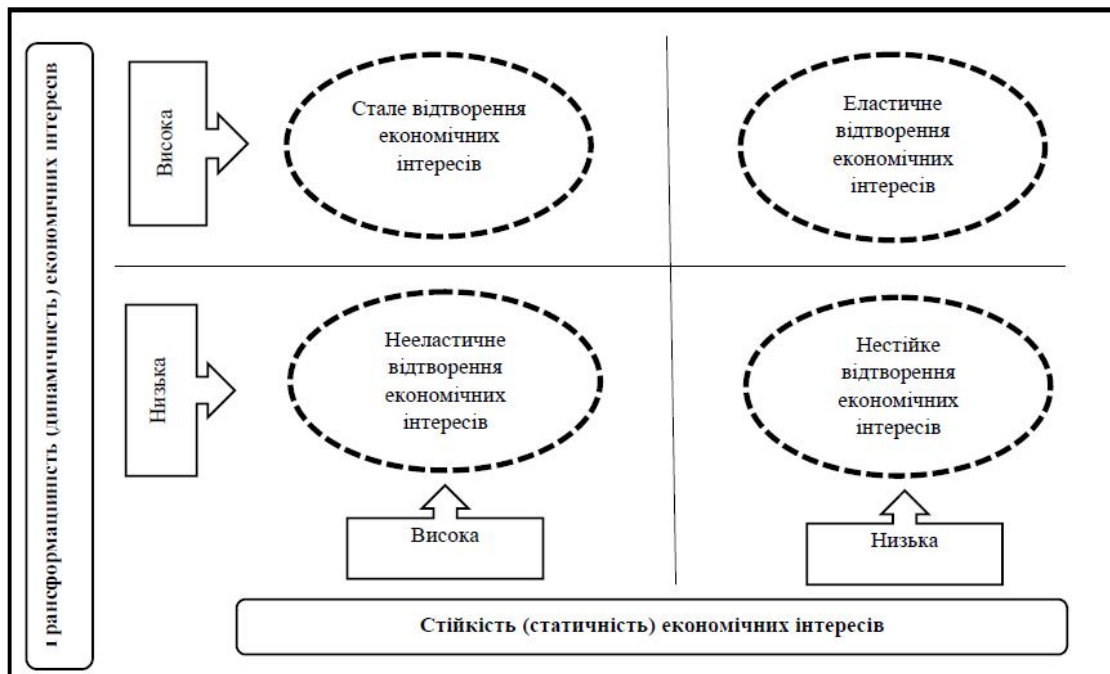 Трансформаційність (динамічність) економічних інтересів
Висока
Стале відтворення
економічних
інтересів
Еластичне
відтворення
економічних
інтересів
Низька
Нееластичне
відтворення
економічних
інтересів
Нестійке
відтворення
економічних
інтересів
Висока
Низька
Стійкість (статичність) економічних інтересів